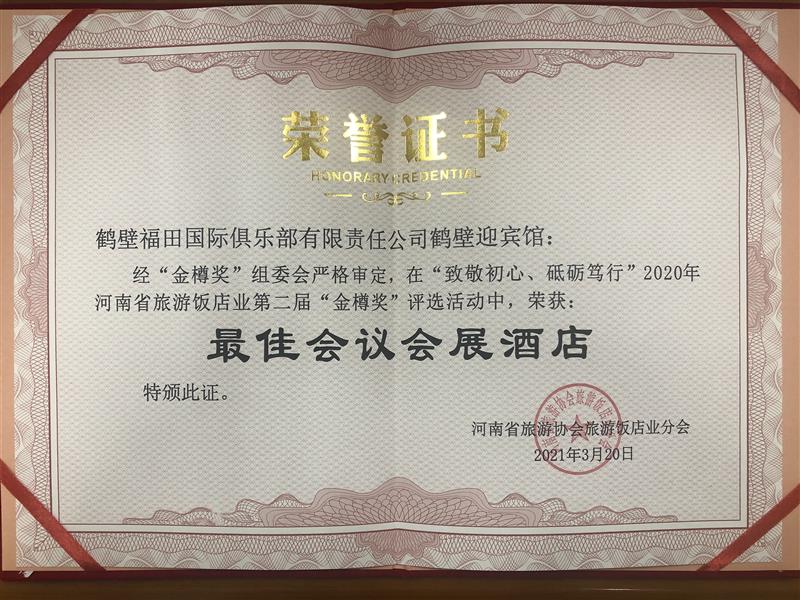 荣誉证书
HONORARY CREDENTIAL
鹤壁福田国际俱乐部有限责任公司鹤壁迎宾馆：
经“金樽奖”组委会严格审定，在“致敬初心、砥砺笃行”2020年
河南省旅游饭店业第二届“金樽奖”评选活动中，荣获：
最佳会议会展酒店
特颁此证。
河南省旅游协会旅游饭店业分会
2021年3月20日